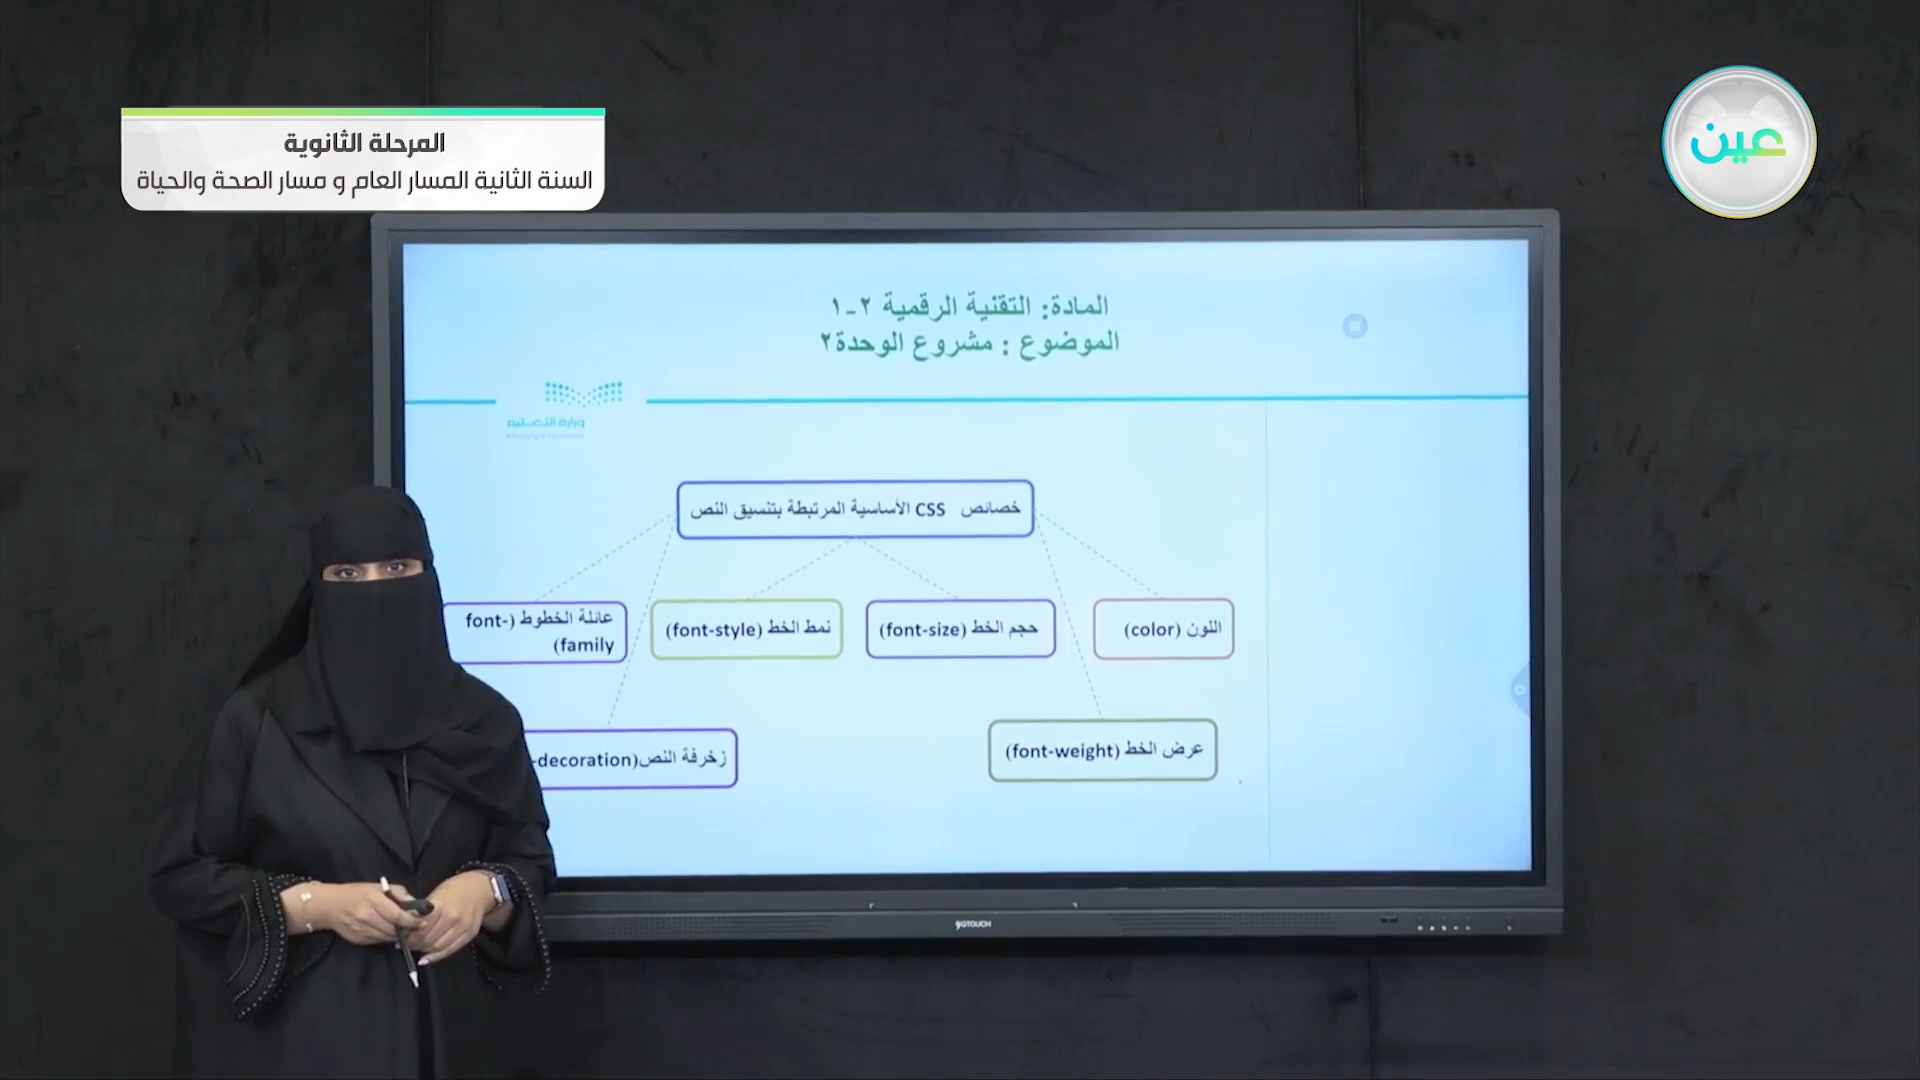 المرحلة الثانوية
السنة الثانية المسار العام و مسار الصحة والحياة
عين
المادة: التقنية الرقمية ٢-١
الموضوع : مشروع الوحدة٢
وزارة التعليم
خصائص CSS الأساسية المرتبطة بتنسيق النص
اللون (color)
حجم الخط (font-size)
نمط الخط (font-style)
عائلة الخطوط (font-
family)
عرض الخط (font-weight)
زخرفة النص(decoration-